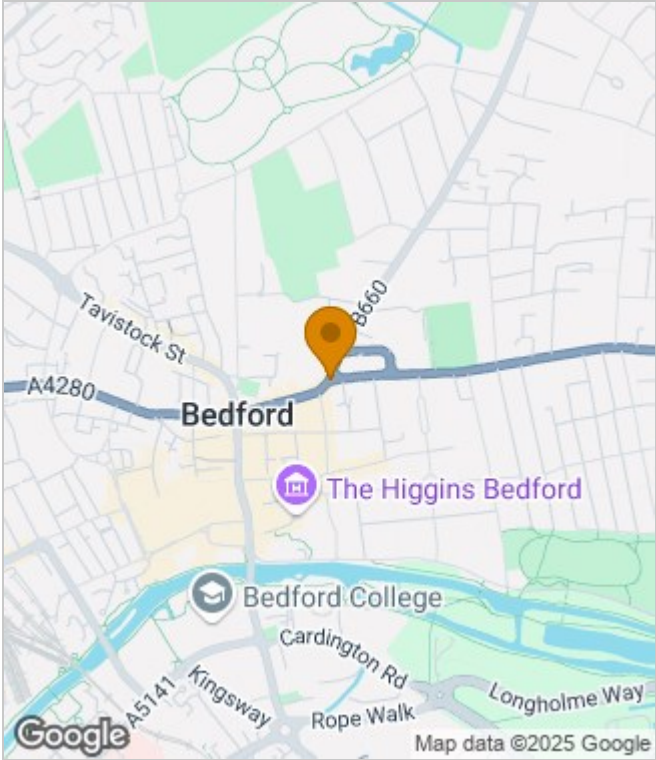 B660
Tavistock St
A4280
Bedford
The Higgins Bedford
Bedford College
Cardington Rd
A5141
Kingsway
Longholme Way
Rope Walk
Google
Map data ©2025 Google